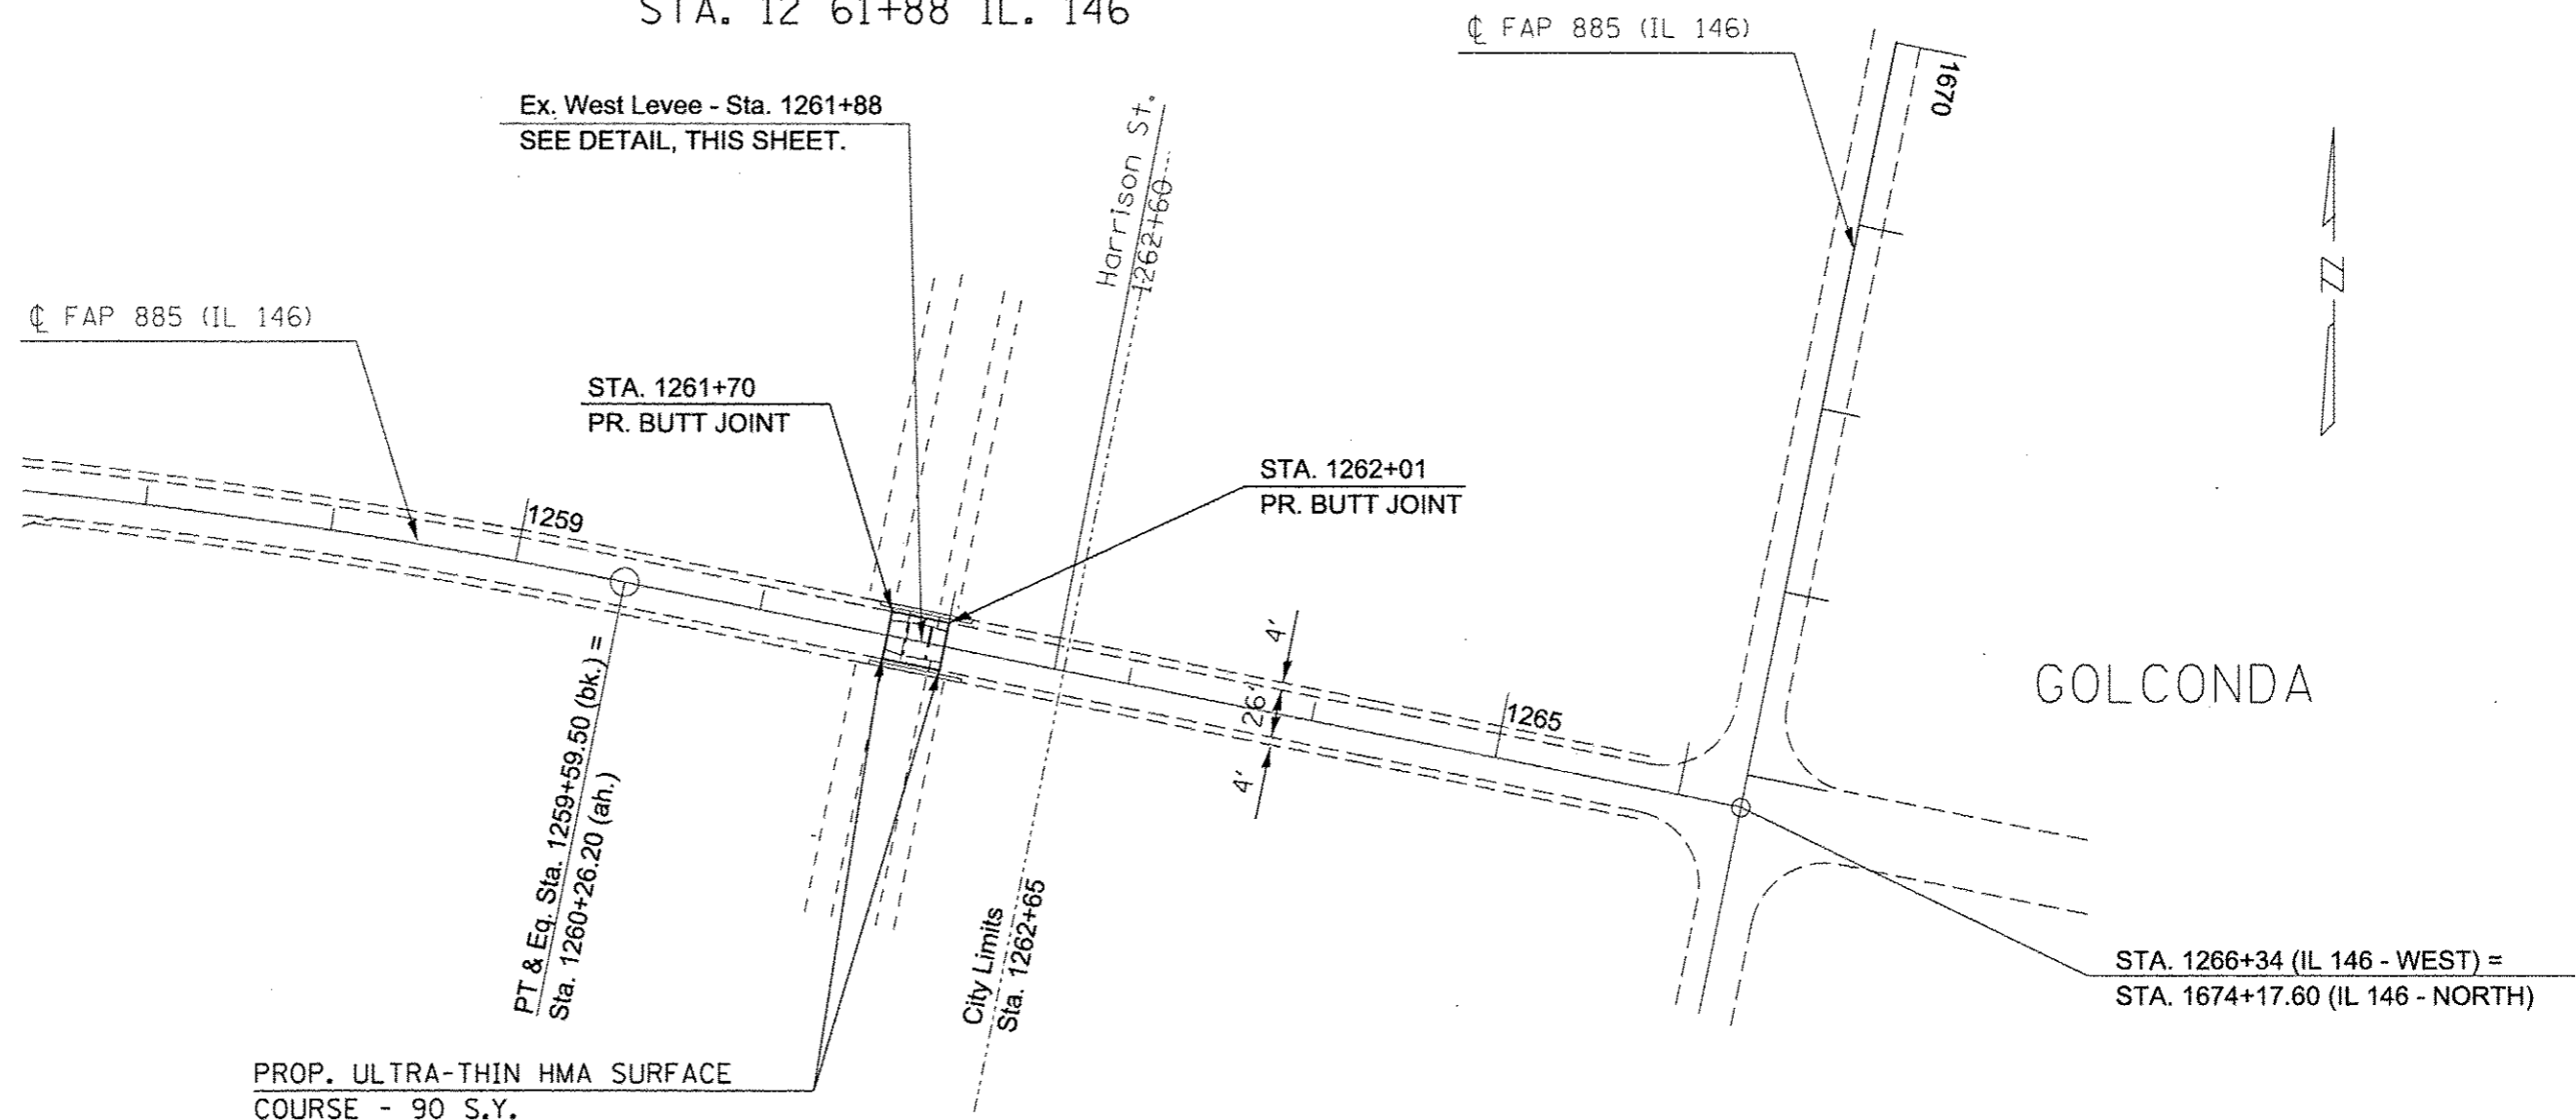 STA. 12 61+88 IL. 146
℄ FAP 885 (IL 146)
1670
Ex. West Levee - Sta. 1261+88
SEE DETAIL, THIS SHEET.
Harrison St.
1262+60
N
℄ FAP 885 (IL 146)
STA. 1261+70
PR. BUTT JOINT
STA. 1262+01
PR. BUTT JOINT
1259
4'
26'
4'
1265
GOLCONDA
PT & Eq. Sta. 1259+59.50 (bk.) =
Sta. 1260+26.20 (ah.)
City Limits
Sta. 1262+65
STA. 1266+34 (IL 146 - WEST) =
STA. 1674+17.60 (IL 146 - NORTH)
PROP. ULTRA-THIN HMA SURFACE
COURSE - 90 S.Y.